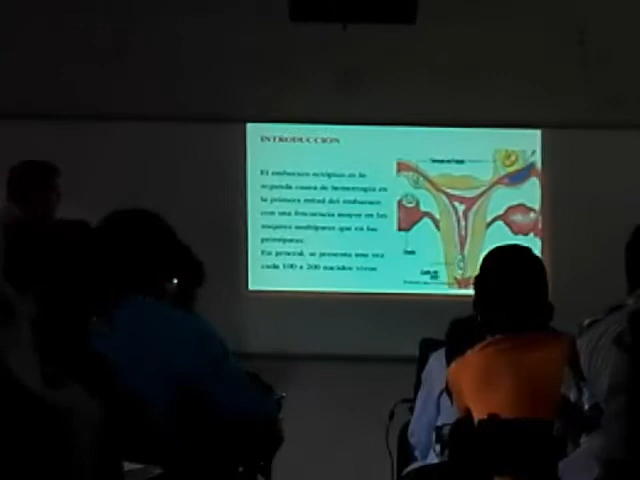 INTRODUCCION
El embarazo ectópico es la
segunda causa de hemorragia en
la primera mitad del embarazo
con una frecuencia mayor en las
mujeres multíparas que en las
primíparas.
En general, se presenta una vez
cada 100 a 200 nacidos vivos